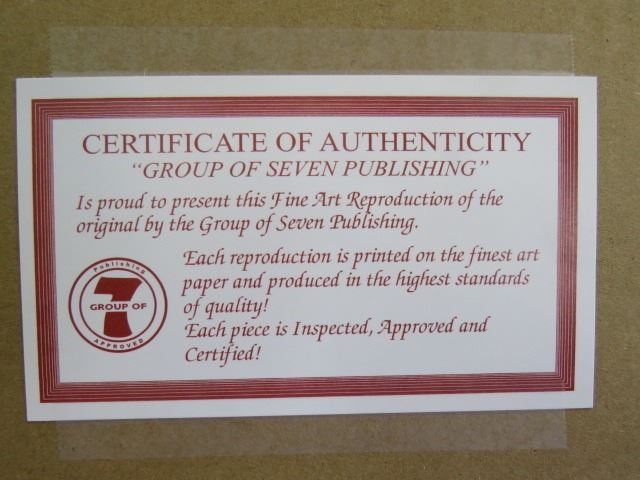 CERTIFICATE OF AUTHENTICITY
“GROUP OF SEVEN PUBLISHING”
Is proud to present this Fine Art Reproduction of the
original by the Group of Seven Publishing.
Each reproduction is printed on the finest art
paper and produced in the highest standards
of quality!
Each piece is Inspected, Approved and
Certified!
Publishing
7
GROUP OF
APPROVED